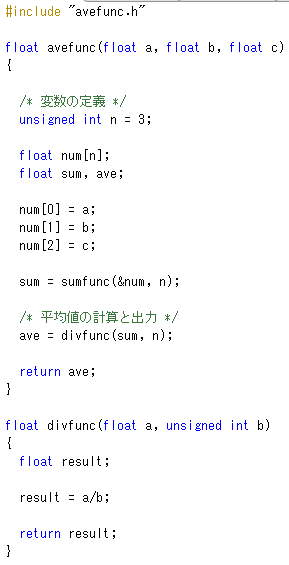 #include "avefunc.h"
float avefunc(float a, float b, float c)
{
/* 変数の定義 */
unsigned int n = 3;
float num[n];
float sum, ave;
num[0] = a;
num[1] = b;
num[2] = c;
sum = sumfunc(&num, n);
/* 平均値の計算と出力 */
ave = divfunc(sum, n);
return ave;
}
float divfunc(float a, unsigned int b)
{
float result;
result = a/b;
return result;
}